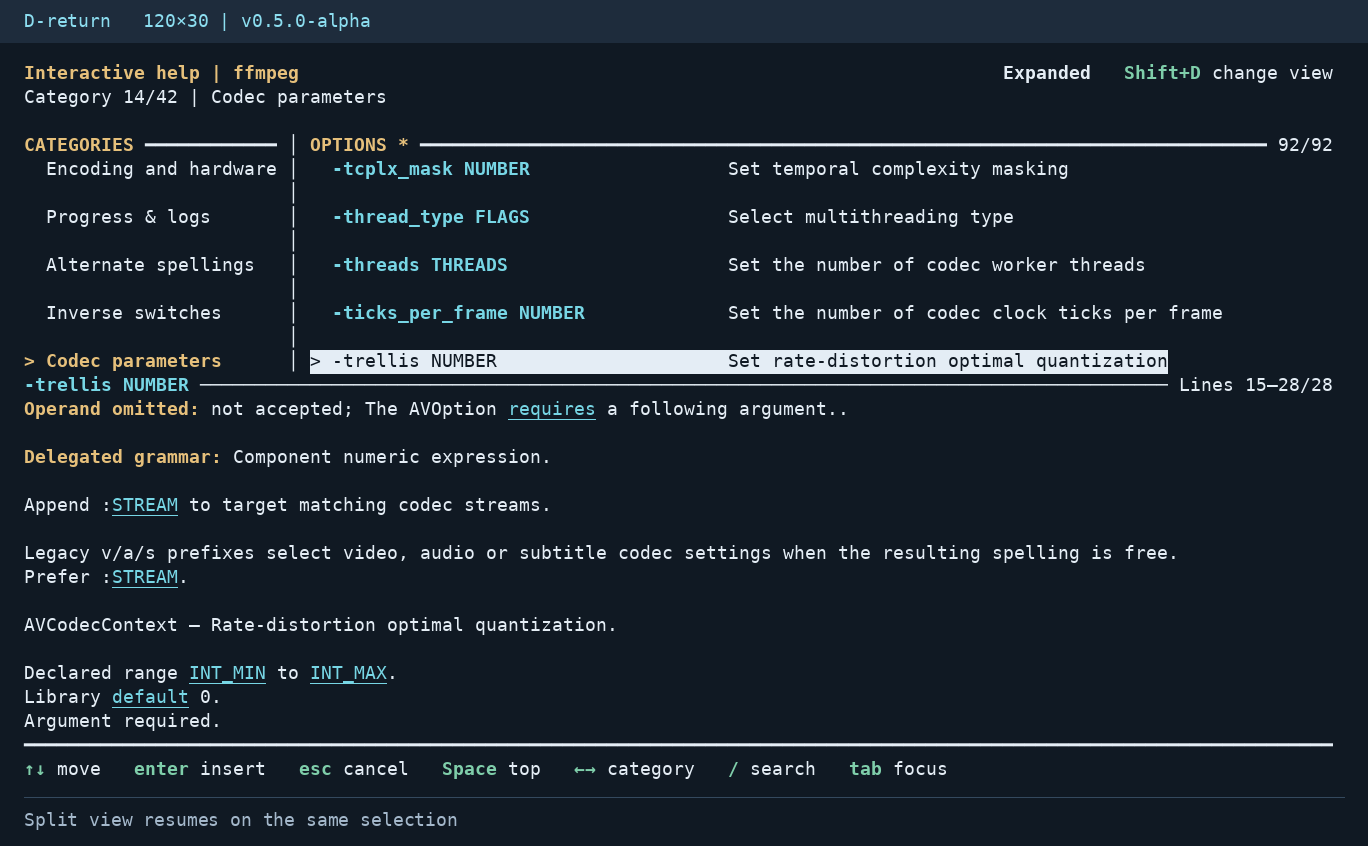 D-return   120×30 | v0.5.0-alpha
Interactive help | ffmpeg   Expanded   Shift+D change view
Category 14/42 | Codec parameters
CATEGORIES   OPTIONS *   92/92
Encoding and hardware   -tcplx_mask NUMBER   Set temporal complexity masking
Progress & logs   -thread_type FLAGS   Select multithreading type
Alternate spellings   -threads THREADS   Set the number of codec worker threads
Inverse switches   -ticks_per_frame NUMBER   Set the number of codec clock ticks per frame
> Codec parameters   > -trellis NUMBER   Set rate-distortion optimal quantization
-trellis NUMBER   Lines 15–28/28
Operand omitted: not accepted; The AVOption requires a following argument..
Delegated grammar: Component numeric expression.
Append :STREAM to target matching codec streams.
Legacy v/a/s prefixes select video, audio or subtitle codec settings when the resulting spelling is free.
Prefer :STREAM.
AVCodecContext — Rate-distortion optimal quantization.
Declared range INT_MIN to INT_MAX.
Library default 0.
Argument required.
↑↓ move   enter insert   esc cancel   Space top   ←→ category   / search   tab focus
Split view resumes on the same selection